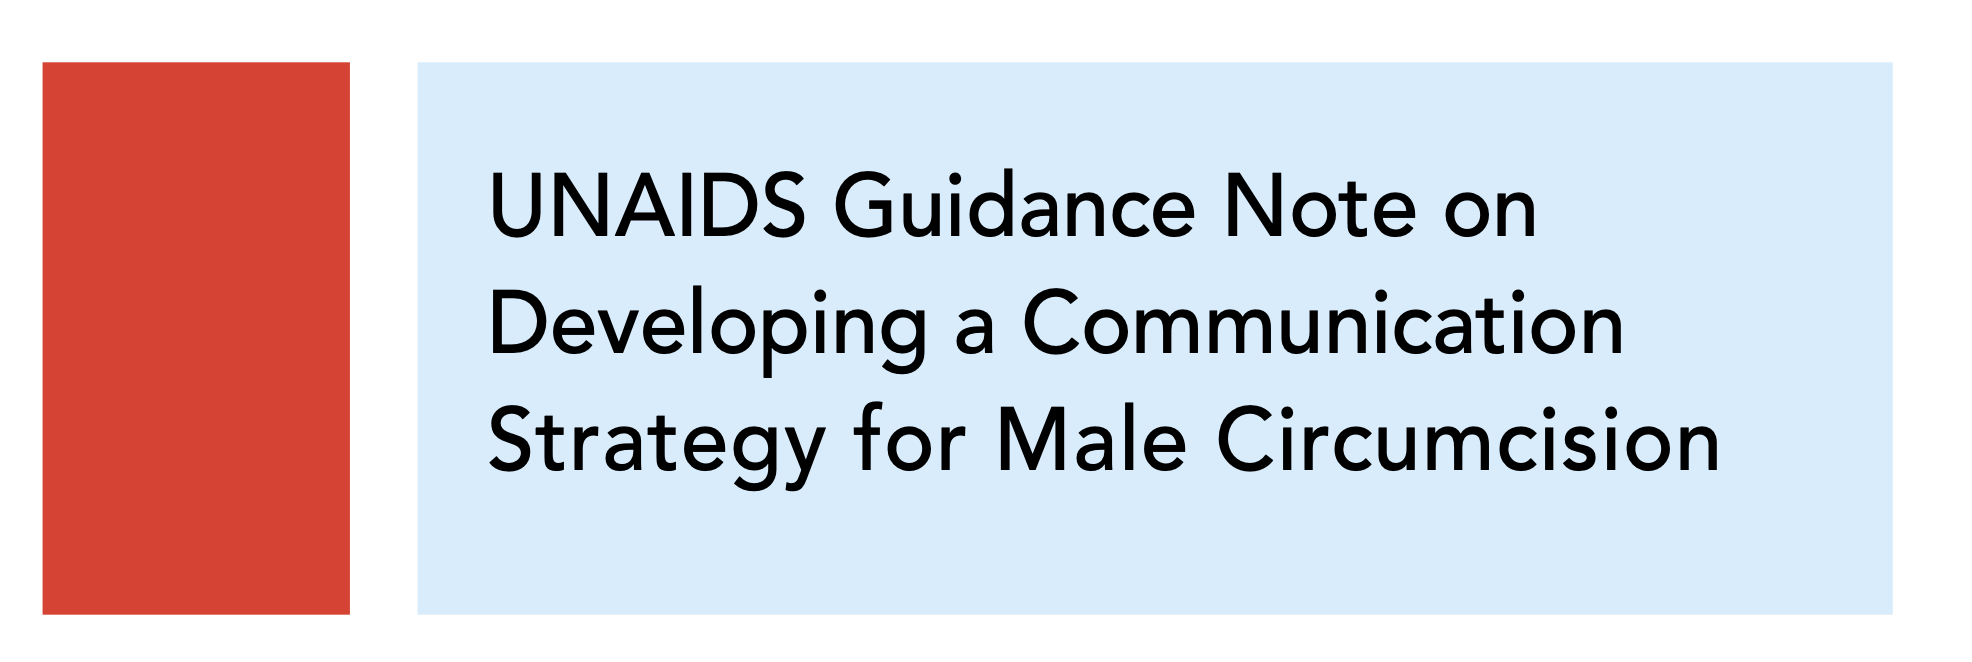 UNAIDS Guidance Note on
Developing a Communication
Strategy for Male Circumcision